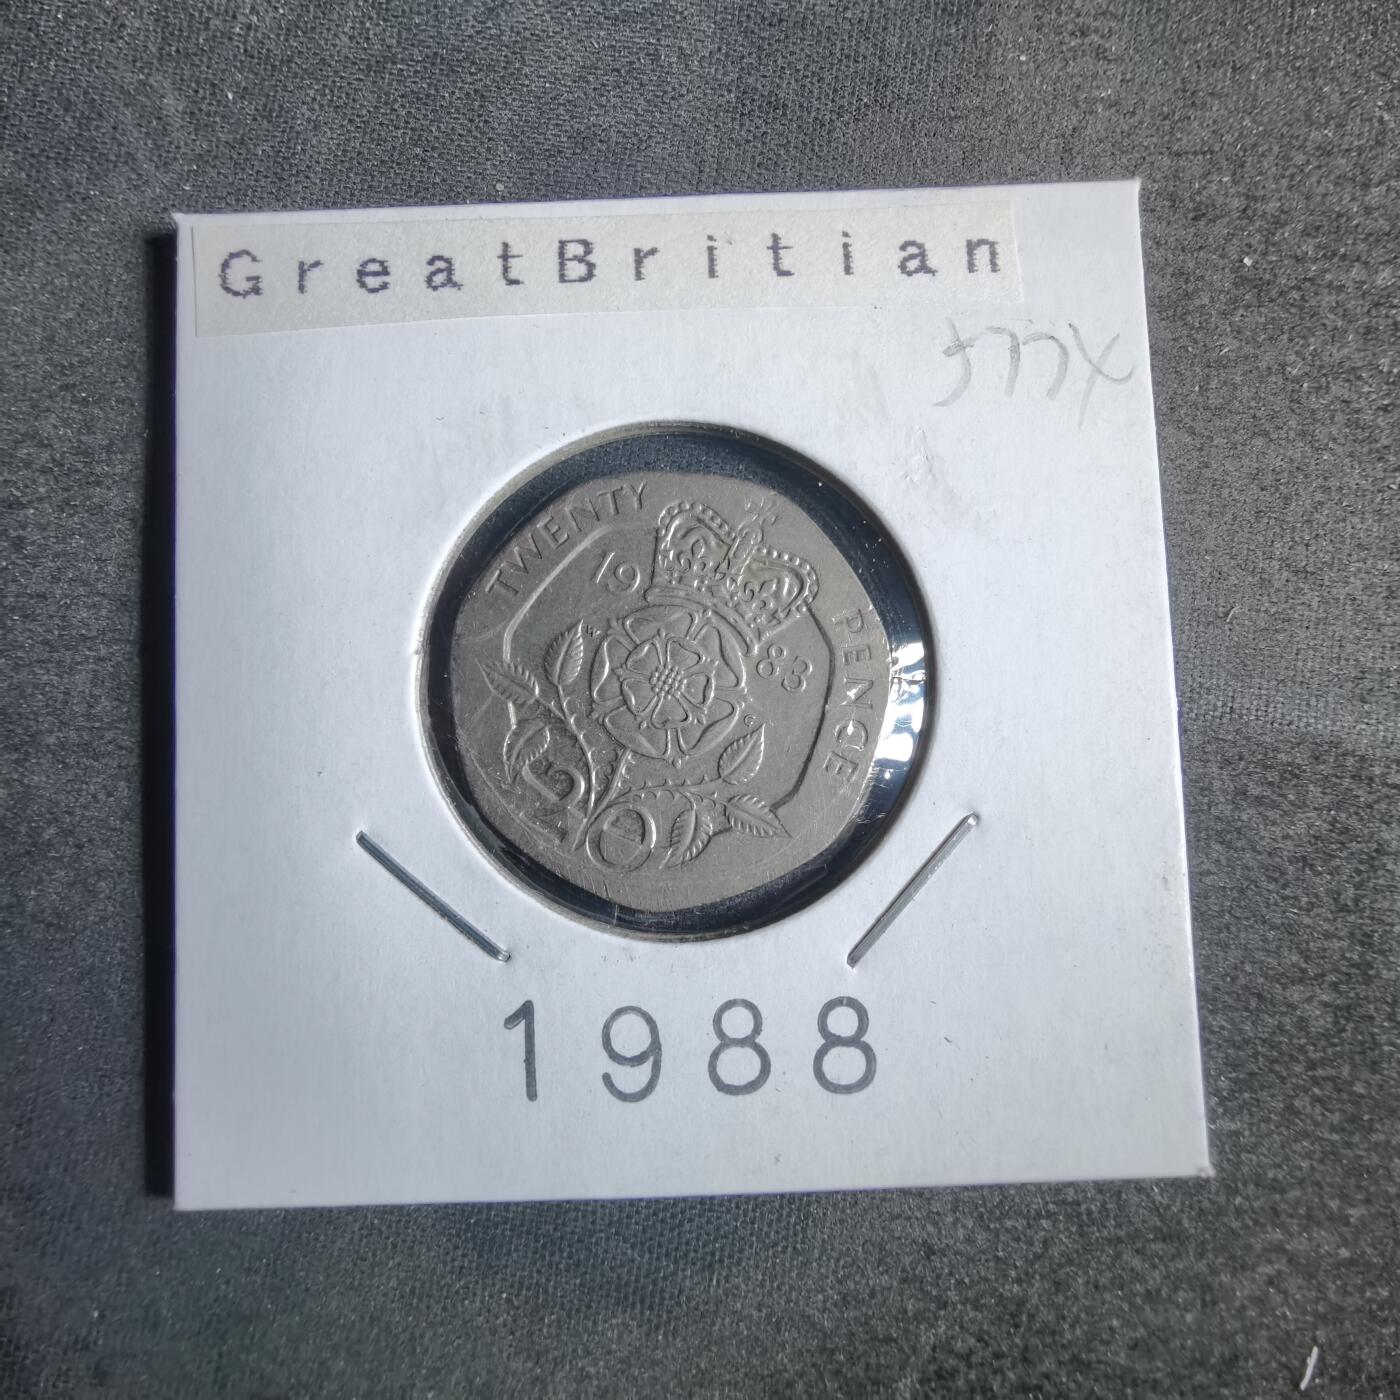 GreatBritian
TWENTY
19
83
PENCE
20
1988